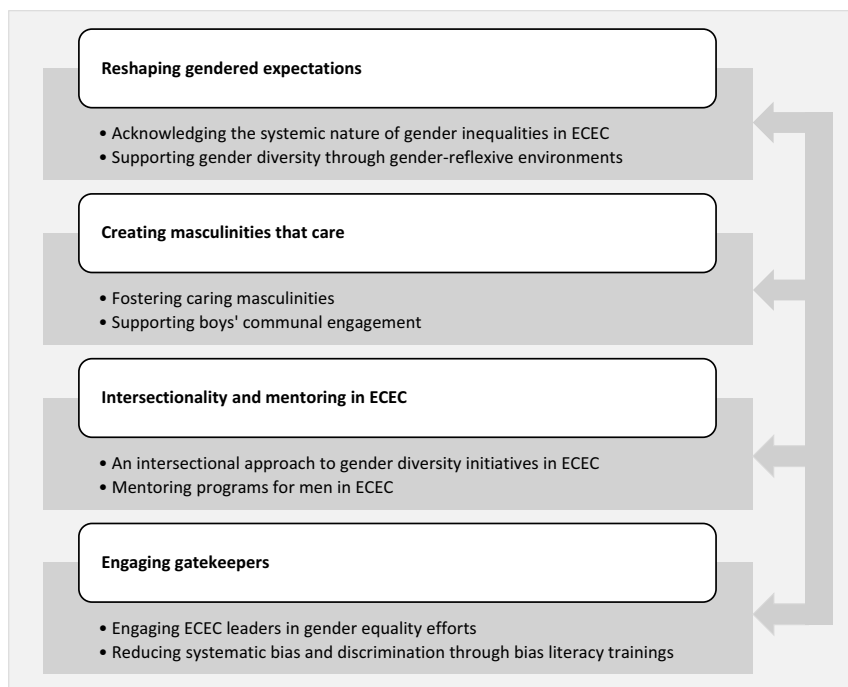 Reshaping gendered expectations
• Acknowledging the systemic nature of gender inequalities in ECEC
• Supporting gender diversity through gender-reflexive environments
Creating masculinities that care
• Fostering caring masculinities
• Supporting boys' communal engagement
Intersectionality and mentoring in ECEC
• An intersectional approach to gender diversity initiatives in ECEC
• Mentoring programs for men in ECEC
Engaging gatekeepers
• Engaging ECEC leaders in gender equality efforts
• Reducing systematic bias and discrimination through bias literacy trainings